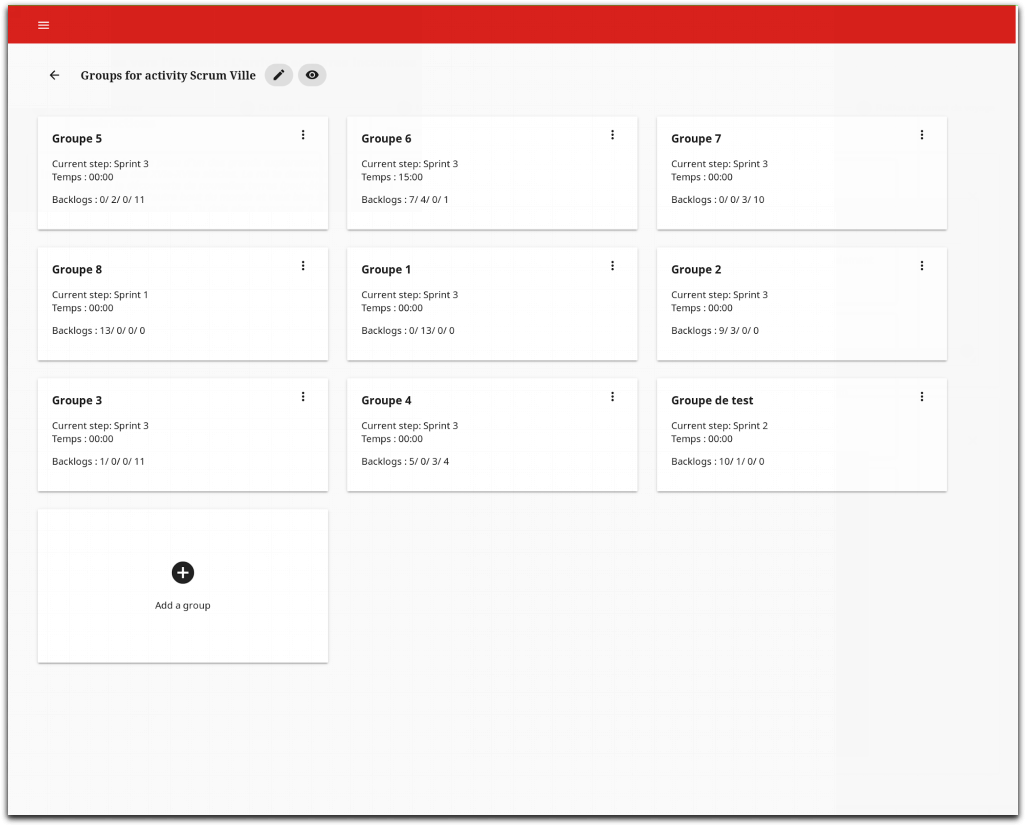 Groups for activity Scrum Ville
Groupe 5
Current step: Sprint 3
Temps : 00:00
Backlogs : 0/ 2/ 0/ 11
Groupe 6
Current step: Sprint 3
Temps : 15:00
Backlogs : 7/ 4/ 0/ 1
Groupe 7
Current step: Sprint 3
Temps : 00:00
Backlogs : 0/ 0/ 3/ 10
Groupe 8
Current step: Sprint 1
Temps : 00:00
Backlogs : 13/ 0/ 0/ 0
Groupe 1
Current step: Sprint 3
Temps : 00:00
Backlogs : 0/ 13/ 0/ 0
Groupe 2
Current step: Sprint 3
Temps : 00:00
Backlogs : 9/ 3/ 0/ 0
Groupe 3
Current step: Sprint 3
Temps : 00:00
Backlogs : 1/ 0/ 0/ 11
Groupe 4
Current step: Sprint 3
Temps : 00:00
Backlogs : 5/ 0/ 3/ 4
Groupe de test
Current step: Sprint 2
Temps : 00:00
Backlogs : 10/ 1/ 0/ 0
Add a group